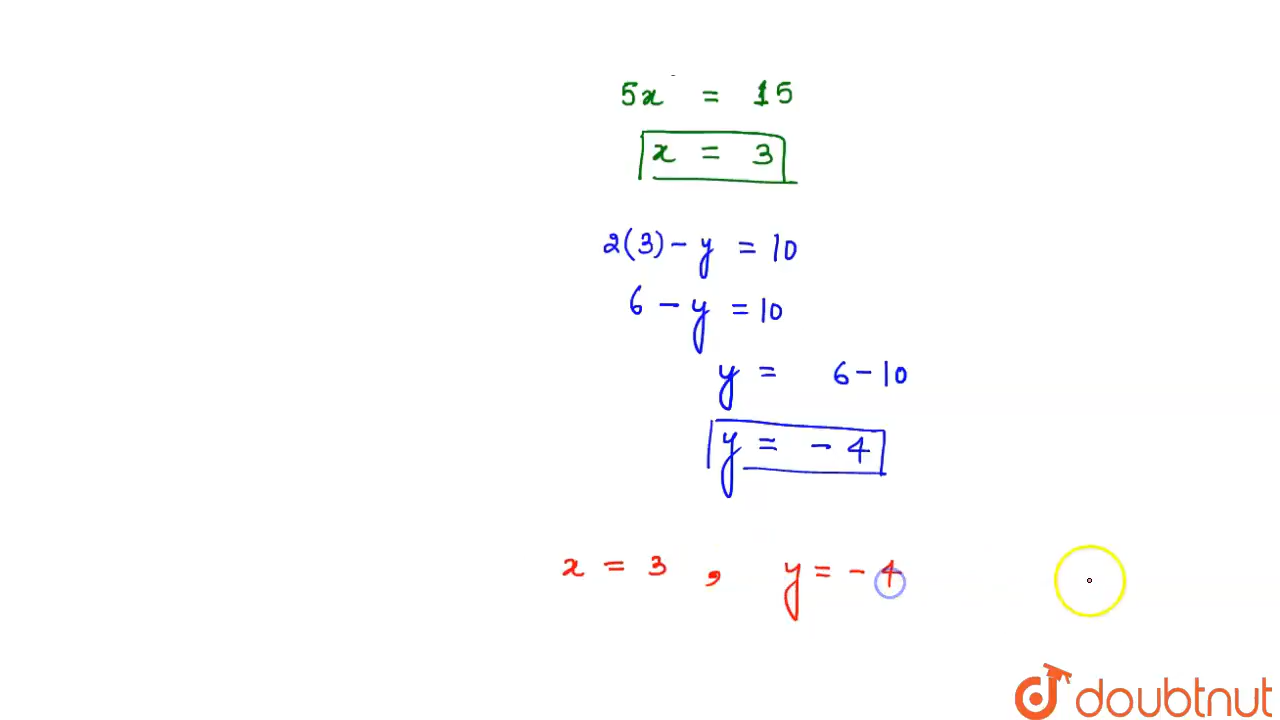 5x = 15
x = 3
2(3) - y = 10
6 - y = 10
y = 6 - 10
y = - 4
x = 3 , y = - 4
doubtnut